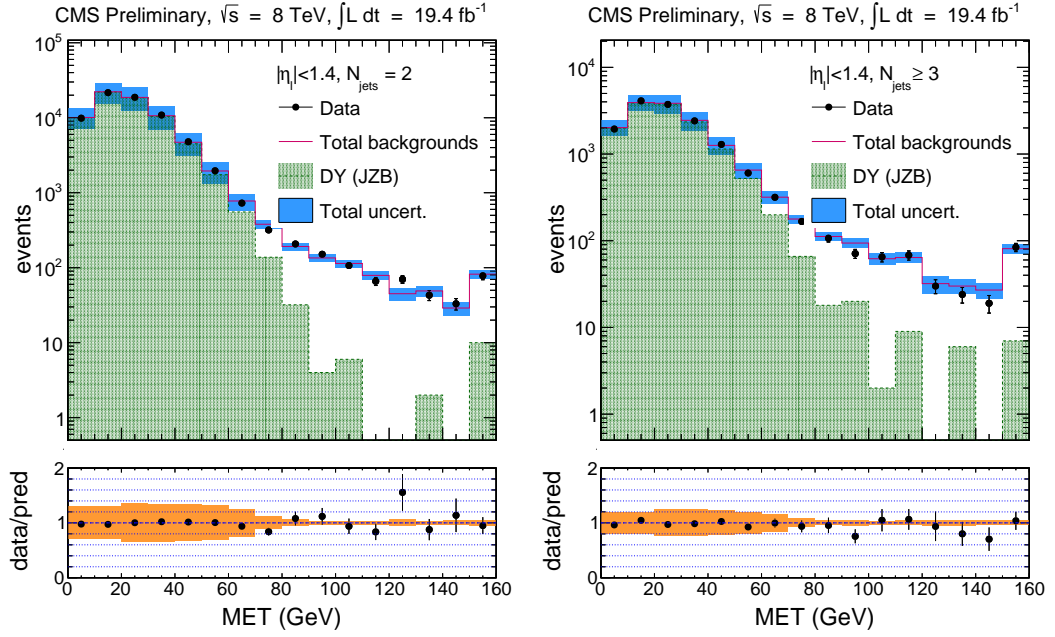 CMS Preliminary, √s = 8 TeV, ∫L dt = 19.4 fb⁻¹
|η_l|<1.4, N_jets = 2
Data
Total backgrounds
DY (JZB)
Total uncert.
events
10⁵
10⁴
10³
10²
10
1
data/pred
2
1
0
0 20 40 60 80 100 120 140 160
MET (GeV)
CMS Preliminary, √s = 8 TeV, ∫L dt = 19.4 fb⁻¹
|η_l|<1.4, N_jets ≥ 3
Data
Total backgrounds
DY (JZB)
Total uncert.
events
10⁴
10³
10²
10
1
data/pred
2
1
0
0 20 40 60 80 100 120 140 160
MET (GeV)